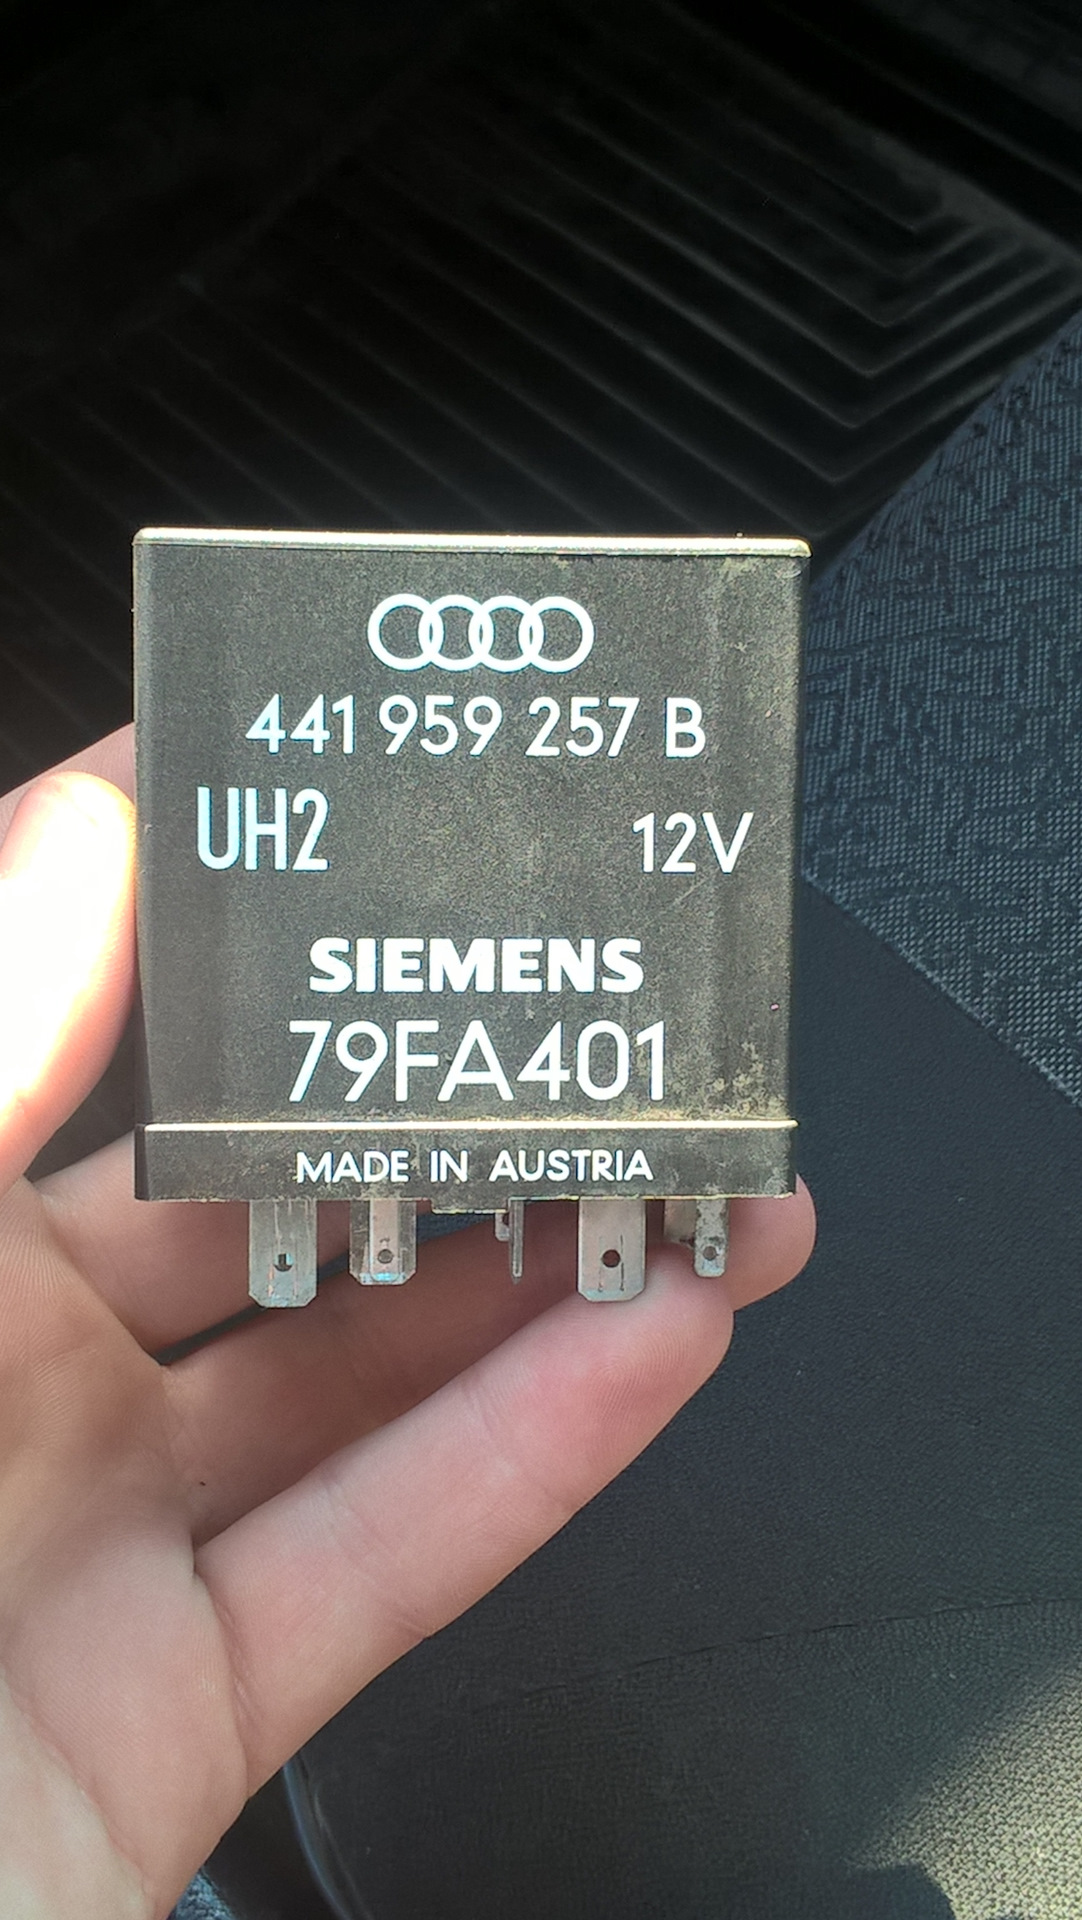 441 959 257 B
UH2 12V
SIEMENS
79FA401
MADE IN AUSTRIA